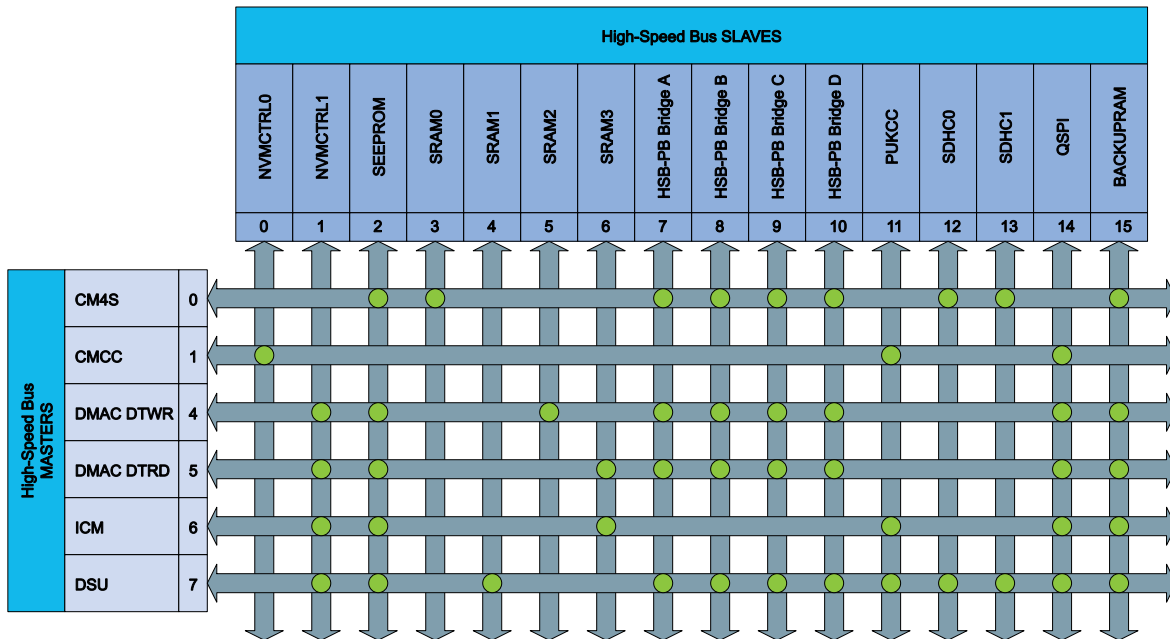 High-Speed Bus SLAVES
NVMCTRL0
NVMCTRL1
SEEPROM
SRAM0
SRAM1
SRAM2
SRAM3
HSB-PB Bridge A
HSB-PB Bridge B
HSB-PB Bridge C
HSB-PB Bridge D
PUKCC
SDHC0
SDHC1
QSPI
BACKUPRAM
0 1 2 3 4 5 6 7 8 9 10 11 12 13 14 15
High-Speed Bus
MASTERS
CM4S 0
CMCC 1
DMAC DTWR 4
DMAC DTRD 5
ICM 6
DSU 7